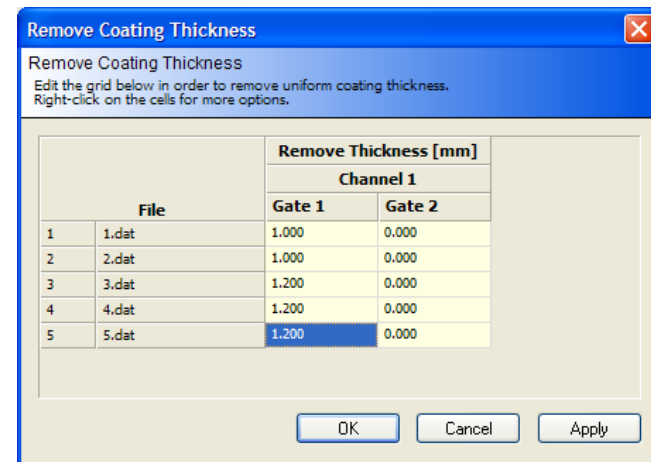 Remove Coating Thickness
Remove Coating Thickness
Edit the grid below in order to remove uniform coating thickness.
Right-click on the cells for more options.
Remove Thickness [mm]
Channel 1
File Gate 1 Gate 2
1 1.dat 1.000 0.000
2 2.dat 1.000 0.000
3 3.dat 1.200 0.000
4 4.dat 1.200 0.000
5 5.dat 1.200 0.000
OK Cancel Apply